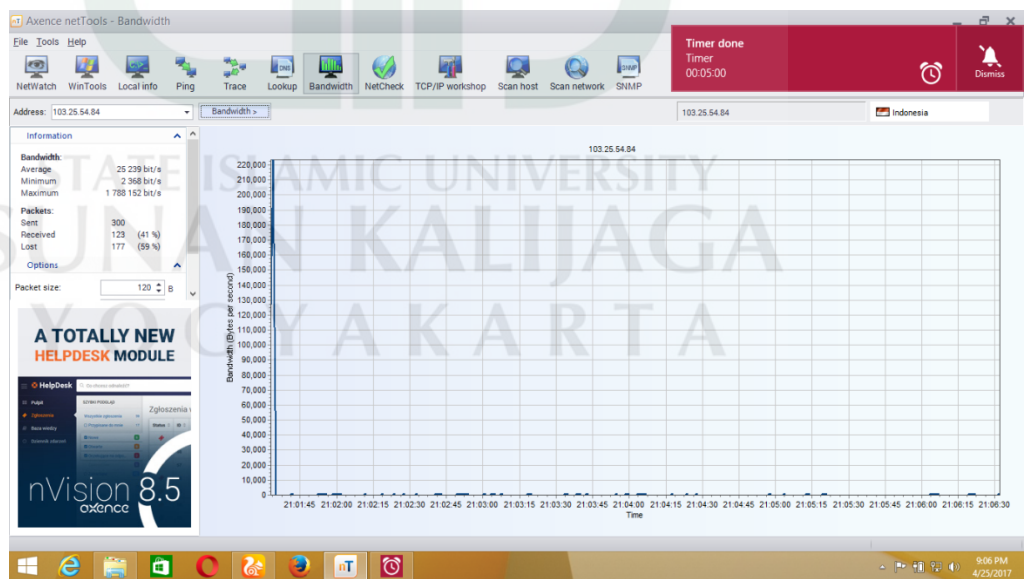 Axence netTools - Bandwidth
File Tools Help
NetWatch WinTools Local info Ping Trace Lookup Bandwidth NetCheck TCP/IP workshop Scan host Scan network SNMP
Timer done
Timer
00:05:00
Dismiss
Address: 103.25.54.84
Bandwidth >
103.25.54.84
Indonesia
Information
Bandwidth:
Average 25 239 bit/s
Minimum 2 368 bit/s
Maximum 1 788 152 bit/s
Packets:
Sent 300
Received 123 (41 %)
Lost 177 (59 %)
Options
Packet size: 120 B
A TOTALLY NEW
HELPDESK MODULE
HelpDesk
Pulpit
Zgłoszenia
Baza wiedzy
nVision 8.5
axence
103.25.54.84
Bandwidth (Bytes per second)
220,000
210,000
200,000
190,000
180,000
170,000
160,000
150,000
140,000
130,000
120,000
110,000
100,000
90,000
80,000
70,000
60,000
50,000
40,000
30,000
20,000
10,000
0
21:01:45 21:02:00 21:02:15 21:02:30 21:02:45 21:03:00 21:03:15 21:03:30 21:03:45 21:04:00 21:04:15 21:04:30 21:04:45 21:05:00 21:05:15 21:05:30 21:05:45 21:06:00 21:06:15 21:06:30
Time
STATE ISLAMIC UNIVERSITY
SUNAN KALIJAGA
YOGYAKARTA
9:06 PM
4/25/2017